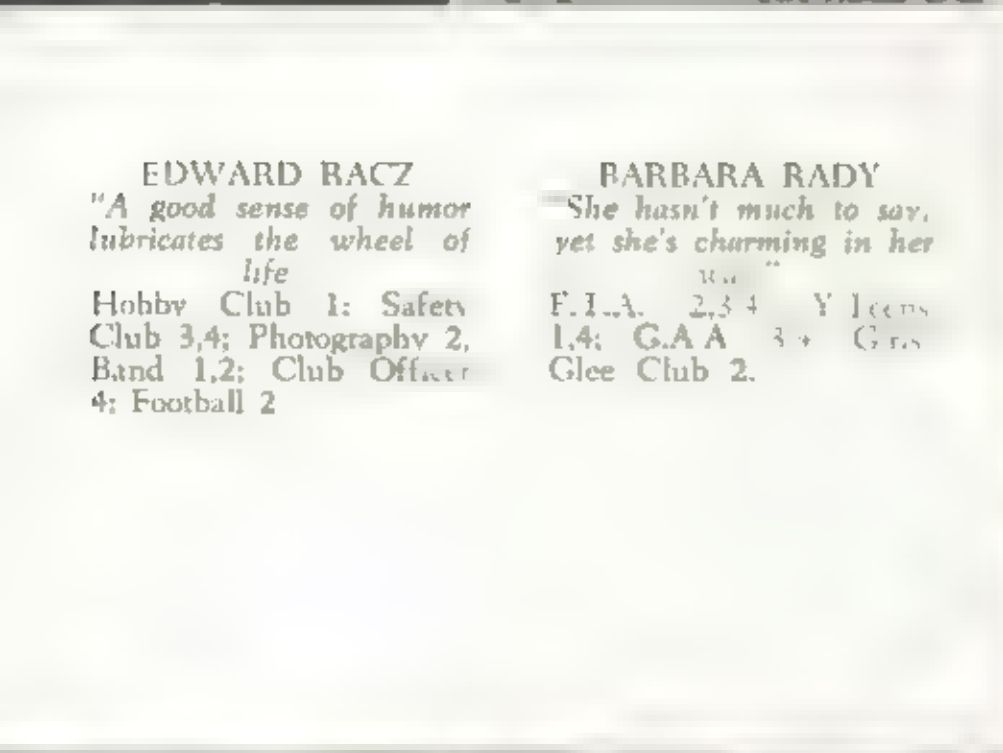 EDWARD RACZ
"A good sense of humor
lubricates the wheel of
life
Hobby Club 1: Safety
Club 3,4; Photography 2,
Band 1,2; Club Officer
4; Football 2
BARBARA RADY
"She hasn't much to say,
yet she's charming in her
1,4; G.A.A
Glee Club 2.